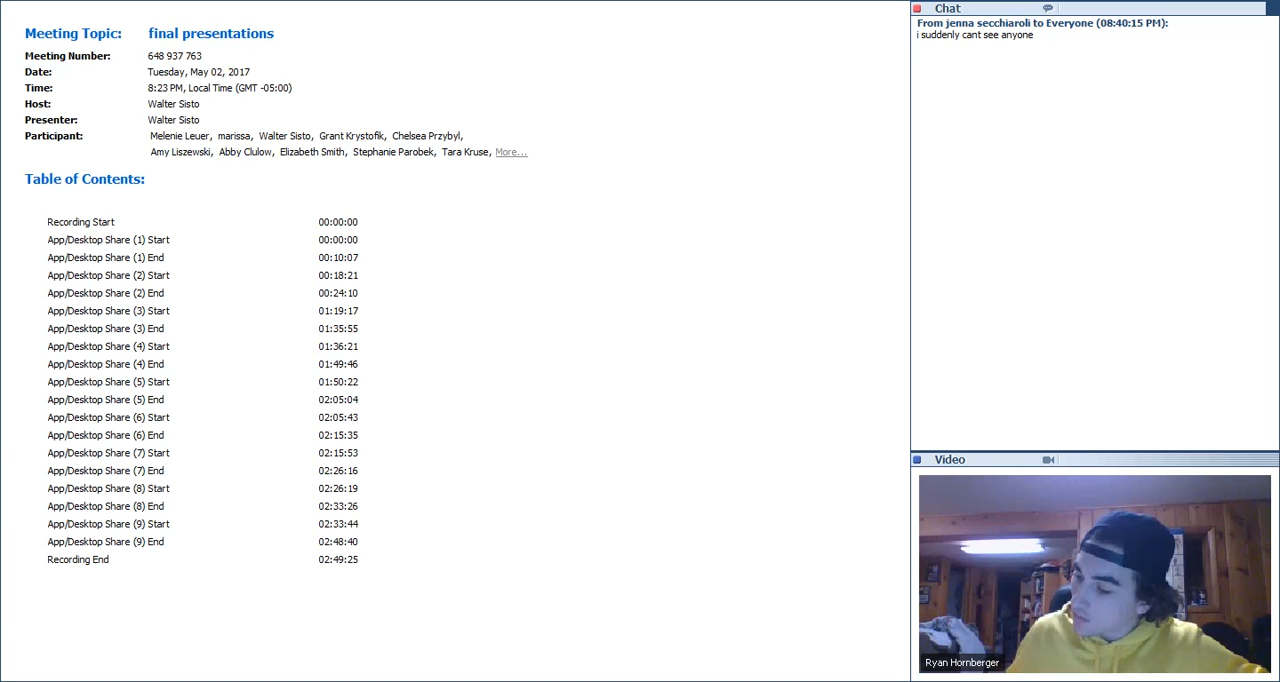 Meeting Topic: final presentations
Meeting Number: 648 937 763
Date: Tuesday, May 02, 2017
Time: 8:23 PM, Local Time (GMT -05:00)
Host: Walter Sisto
Presenter: Walter Sisto
Participant: Melenie Leuer, marissa, Walter Sisto, Grant Krystofik, Chelsea Przybyl,
Amy Liszewski, Abby Clulow, Elizabeth Smith, Stephanie Parobek, Tara Kruse, More...
Table of Contents:
Recording Start 00:00:00
App/Desktop Share (1) Start 00:00:00
App/Desktop Share (1) End 00:10:07
App/Desktop Share (2) Start 00:18:21
App/Desktop Share (2) End 00:24:10
App/Desktop Share (3) Start 01:19:17
App/Desktop Share (3) End 01:35:55
App/Desktop Share (4) Start 01:36:21
App/Desktop Share (4) End 01:49:46
App/Desktop Share (5) Start 01:50:22
App/Desktop Share (5) End 02:05:04
App/Desktop Share (6) Start 02:05:43
App/Desktop Share (6) End 02:15:35
App/Desktop Share (7) Start 02:15:53
App/Desktop Share (7) End 02:26:16
App/Desktop Share (8) Start 02:26:19
App/Desktop Share (8) End 02:33:26
App/Desktop Share (9) Start 02:33:44
App/Desktop Share (9) End 02:48:40
Recording End 02:49:25
Chat
From jenna secchiaroli to Everyone (08:40:15 PM):
i suddenly cant see anyone
Video
Ryan Hornberger